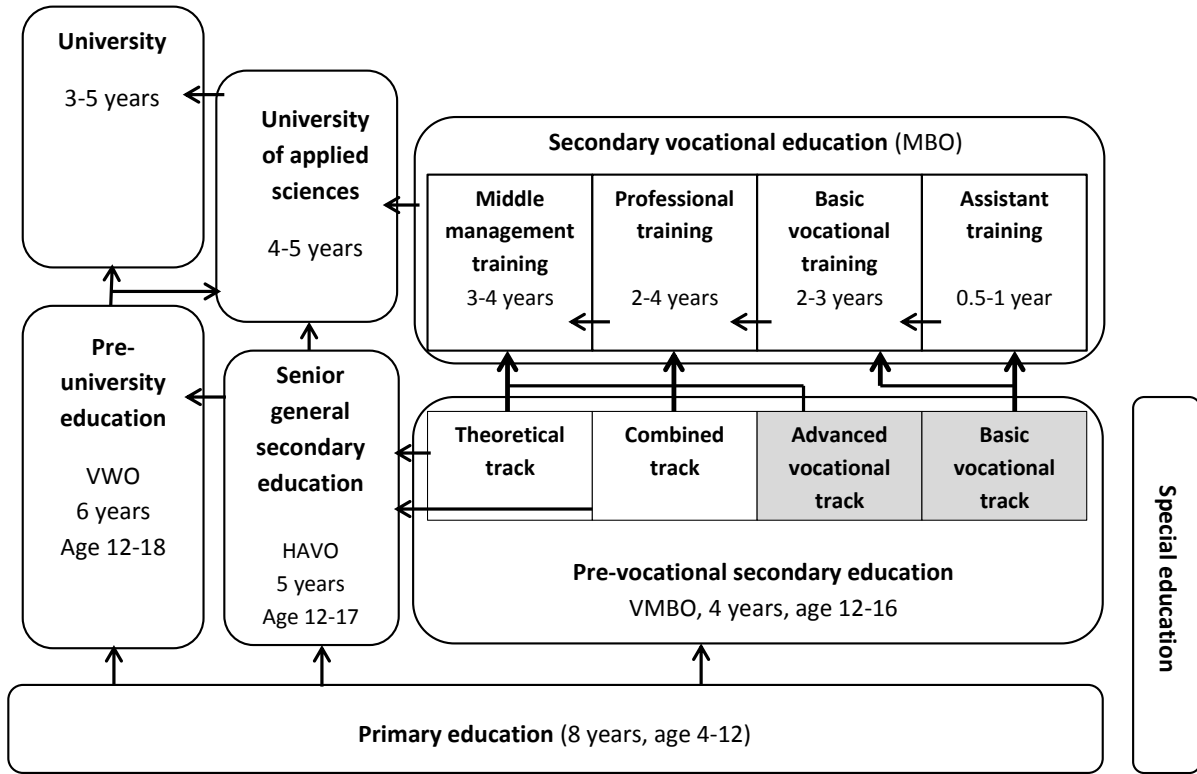 University
3-5 years
University
of applied
sciences
4-5 years
Secondary vocational education (MBO)
Middle
management
training
3-4 years
Professional
training
2-4 years
Basic
vocational
training
2-3 years
Assistant
training
0.5-1 year
Pre-
university
education
VWO
6 years
Age 12-18
Senior
general
secondary
education
HAVO
5 years
Age 12-17
Theoretical
track
Combined
track
Advanced
vocational
track
Basic
vocational
track
Pre-vocational secondary education
VMBO, 4 years, age 12-16
Special education
Primary education (8 years, age 4-12)